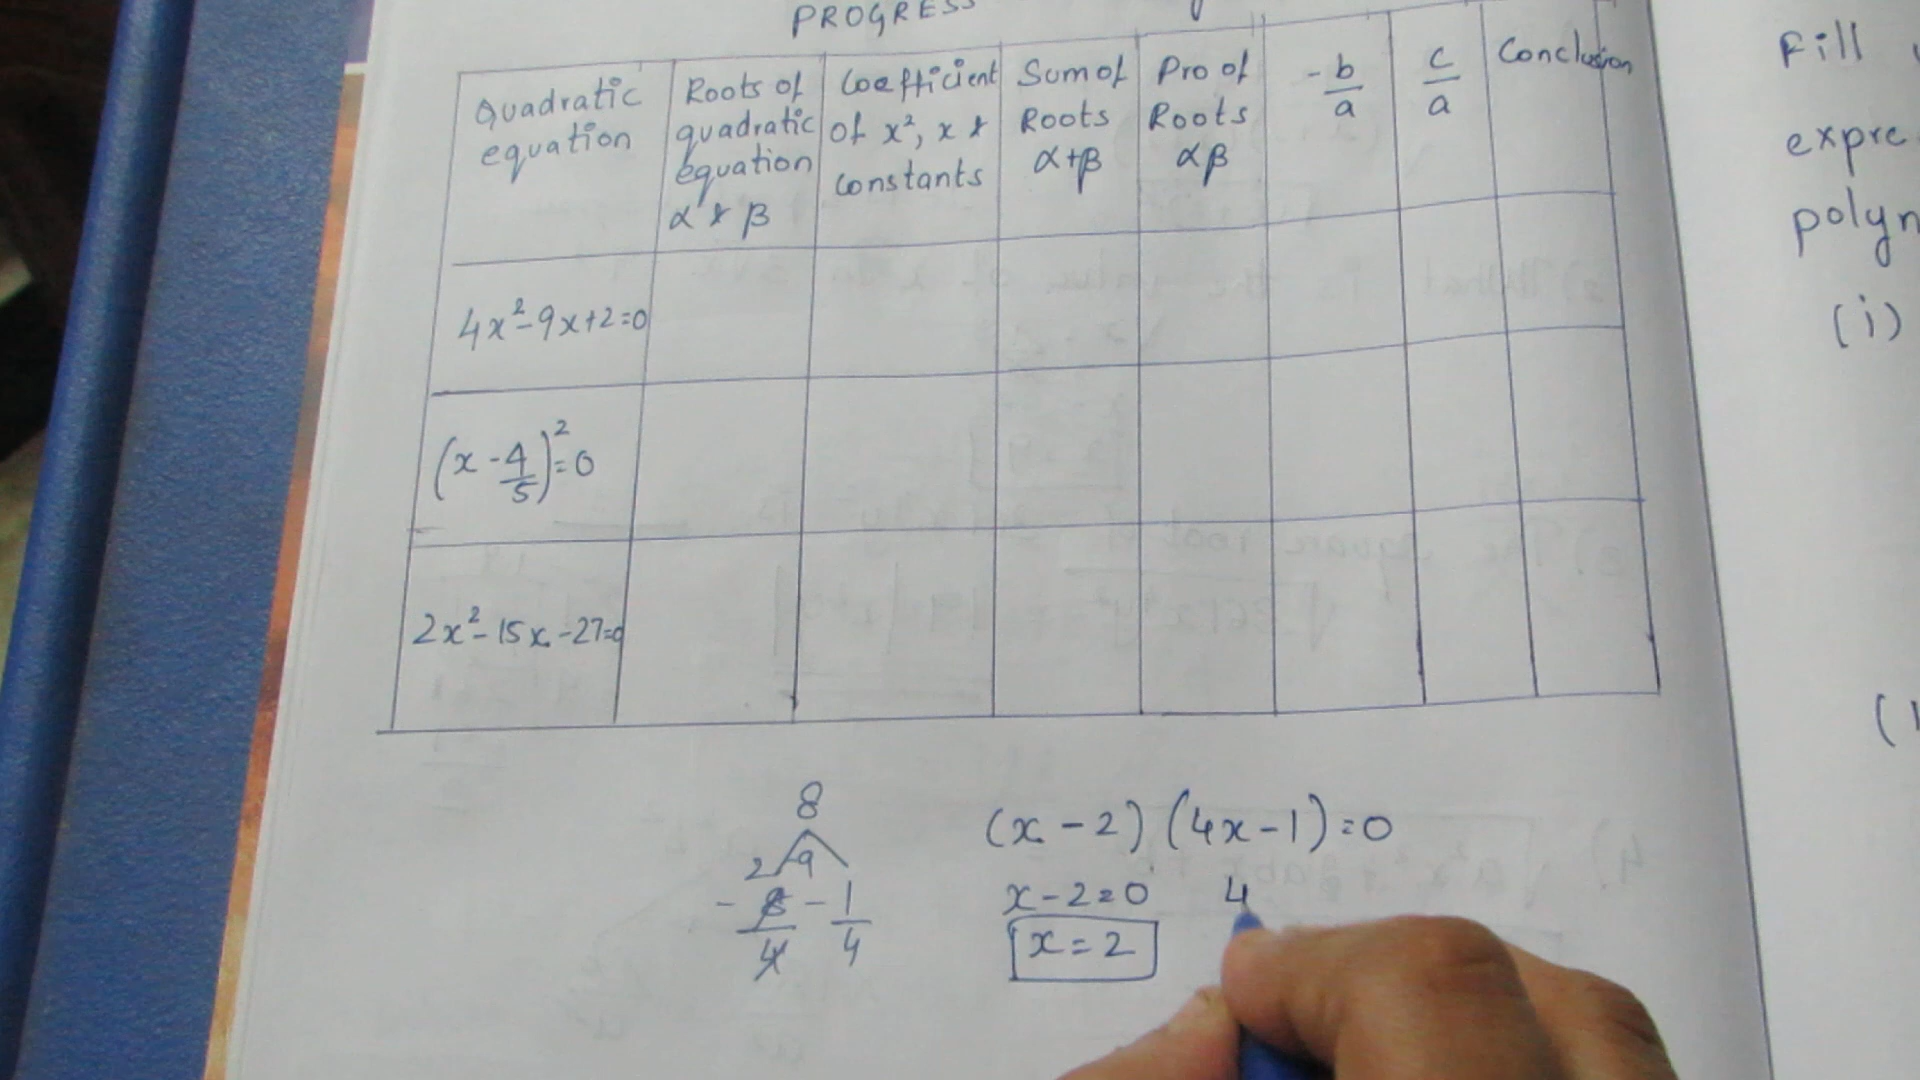 PROGRESS
Quadratic equation
Roots of quadratic equation α & β
Coefficient of x², x & constants
Sum of Roots α+β
Pro of Roots αβ
-b/a
c/a
Conclusion
4x²-9x+2=0
(x - 4/5)²=0
2x²-15x-27=0
8
2 9
- 8/4 - 1/4
(x-2) (4x-1)=0
x-2=0 4
x=2
Fill
(i)